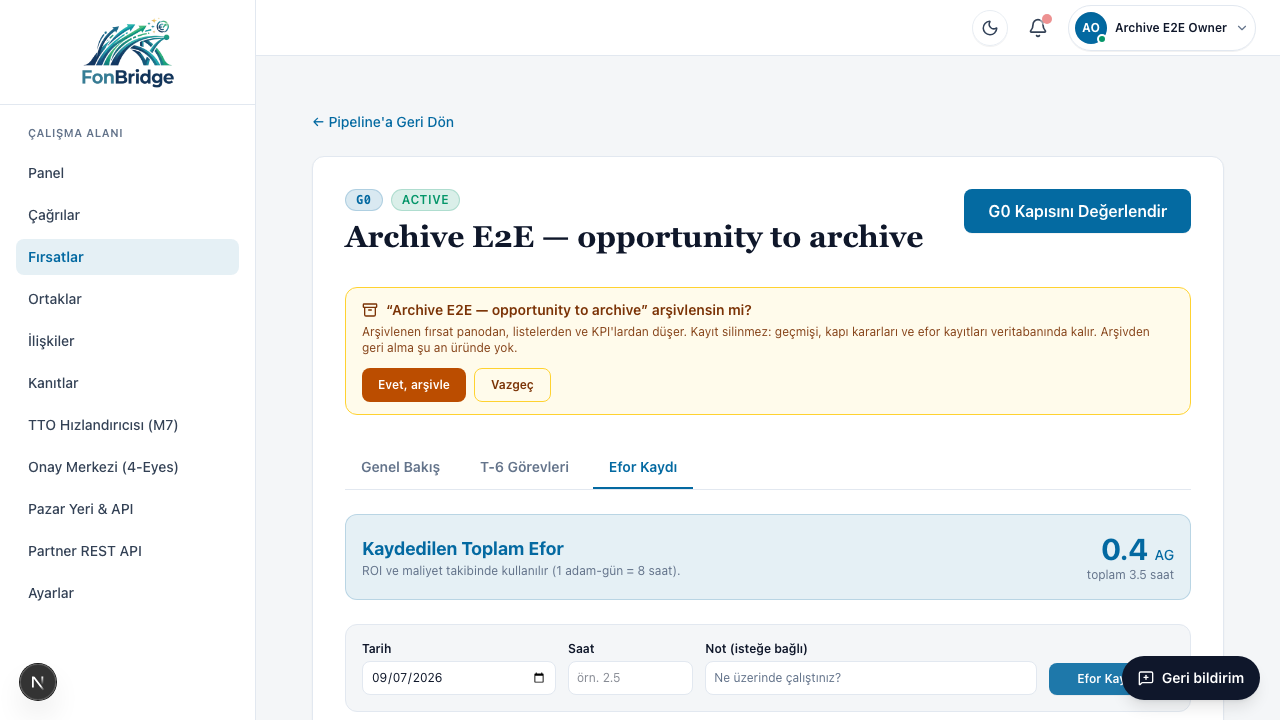 FonBridge
AO
Archive E2E Owner
ÇALIŞMA ALANI
Panel
Çağrılar
Fırsatlar
Ortaklar
İlişkiler
Kanıtlar
TTO Hızlandırıcısı (M7)
Onay Merkezi (4-Eyes)
Pazar Yeri & API
Partner REST API
Ayarlar
N
← Pipeline'a Geri Dön
G0
ACTIVE
Archive E2E — opportunity to archive
G0 Kapısını Değerlendir
“Archive E2E — opportunity to archive” arşivlensin mi?
Arşivlenen fırsat panodan, listelerden ve KPI'lardan düşer. Kayıt silinmez: geçmişi, kapı kararları ve efor kayıtları veritabanında kalır. Arşivden
geri alma şu an üründe yok.
Evet, arşivle
Vazgeç
Genel Bakış
T-6 Görevleri
Efor Kaydı
Kaydedilen Toplam Efor
ROI ve maliyet takibinde kullanılır (1 adam-gün = 8 saat).
0.4 AG
toplam 3.5 saat
Tarih
Saat
Not (isteğe bağlı)
09/07/2026
örn. 2.5
Ne üzerinde çalıştınız?
Efor
Geri bildirim